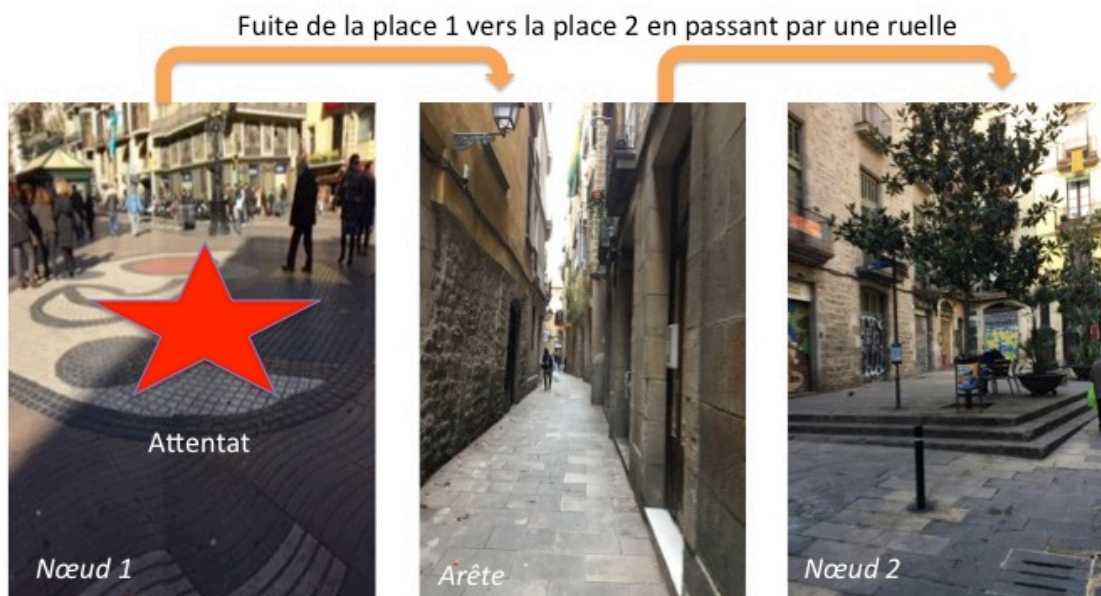 Fuite de la place 1 vers la place 2 en passant par une ruelle
Attentat
Nœud 1
Arête
Nœud 2